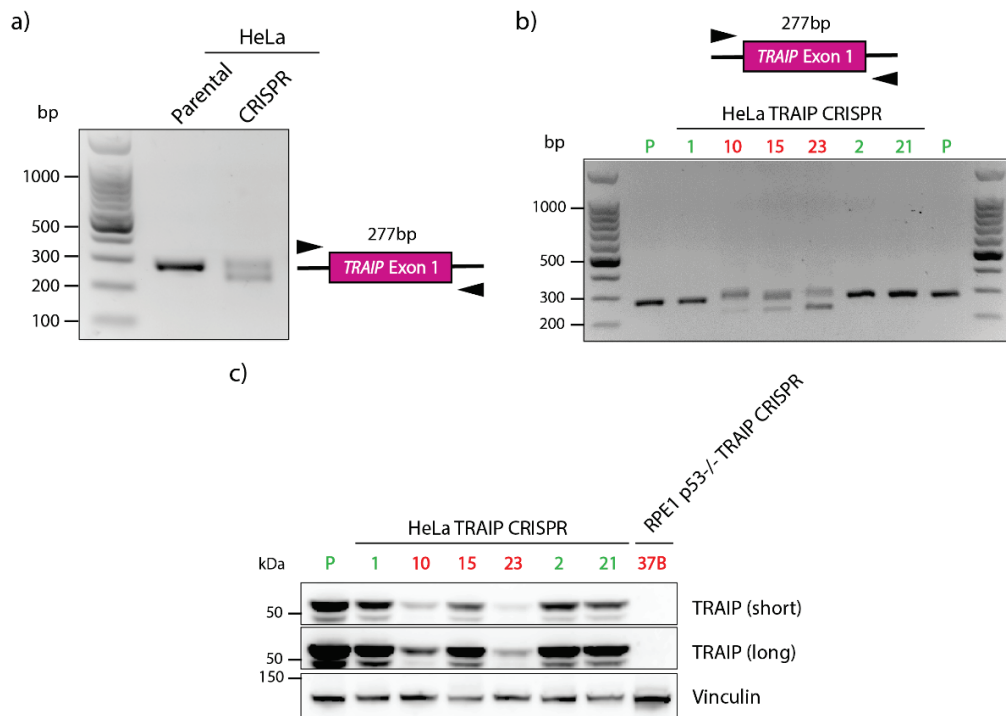 a)
HeLa
Parental
CRISPR
bp
1000
500
300
200
100
277bp
TRAIP Exon 1
b)
277bp
TRAIP Exon 1
HeLa TRAIP CRISPR
bp
P 1 10 15 23 2 21 P
1000
500
300
200
c)
RPE1 p53-/- TRAIP CRISPR
HeLa TRAIP CRISPR
kDa
P 1 10 15 23 2 21 37B
50
TRAIP (short)
50
TRAIP (long)
150
Vinculin